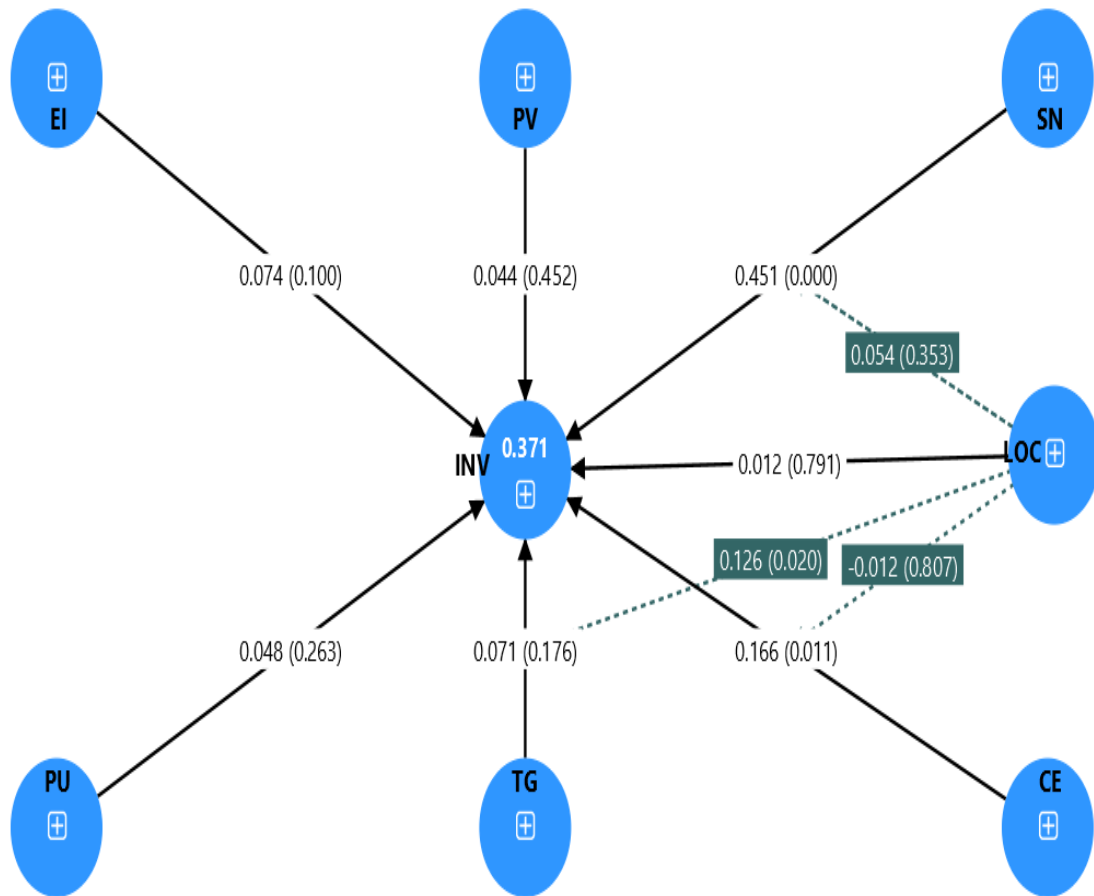 EI
PV
SN
0.074 (0.100)
0.044 (0.452)
0.451 (0.000)
0.054 (0.353)
0.371
INV
LOC
0.012 (0.791)
0.126 (0.020)
-0.012 (0.807)
0.048 (0.263)
0.071 (0.176)
0.166 (0.011)
PU
TG
CE